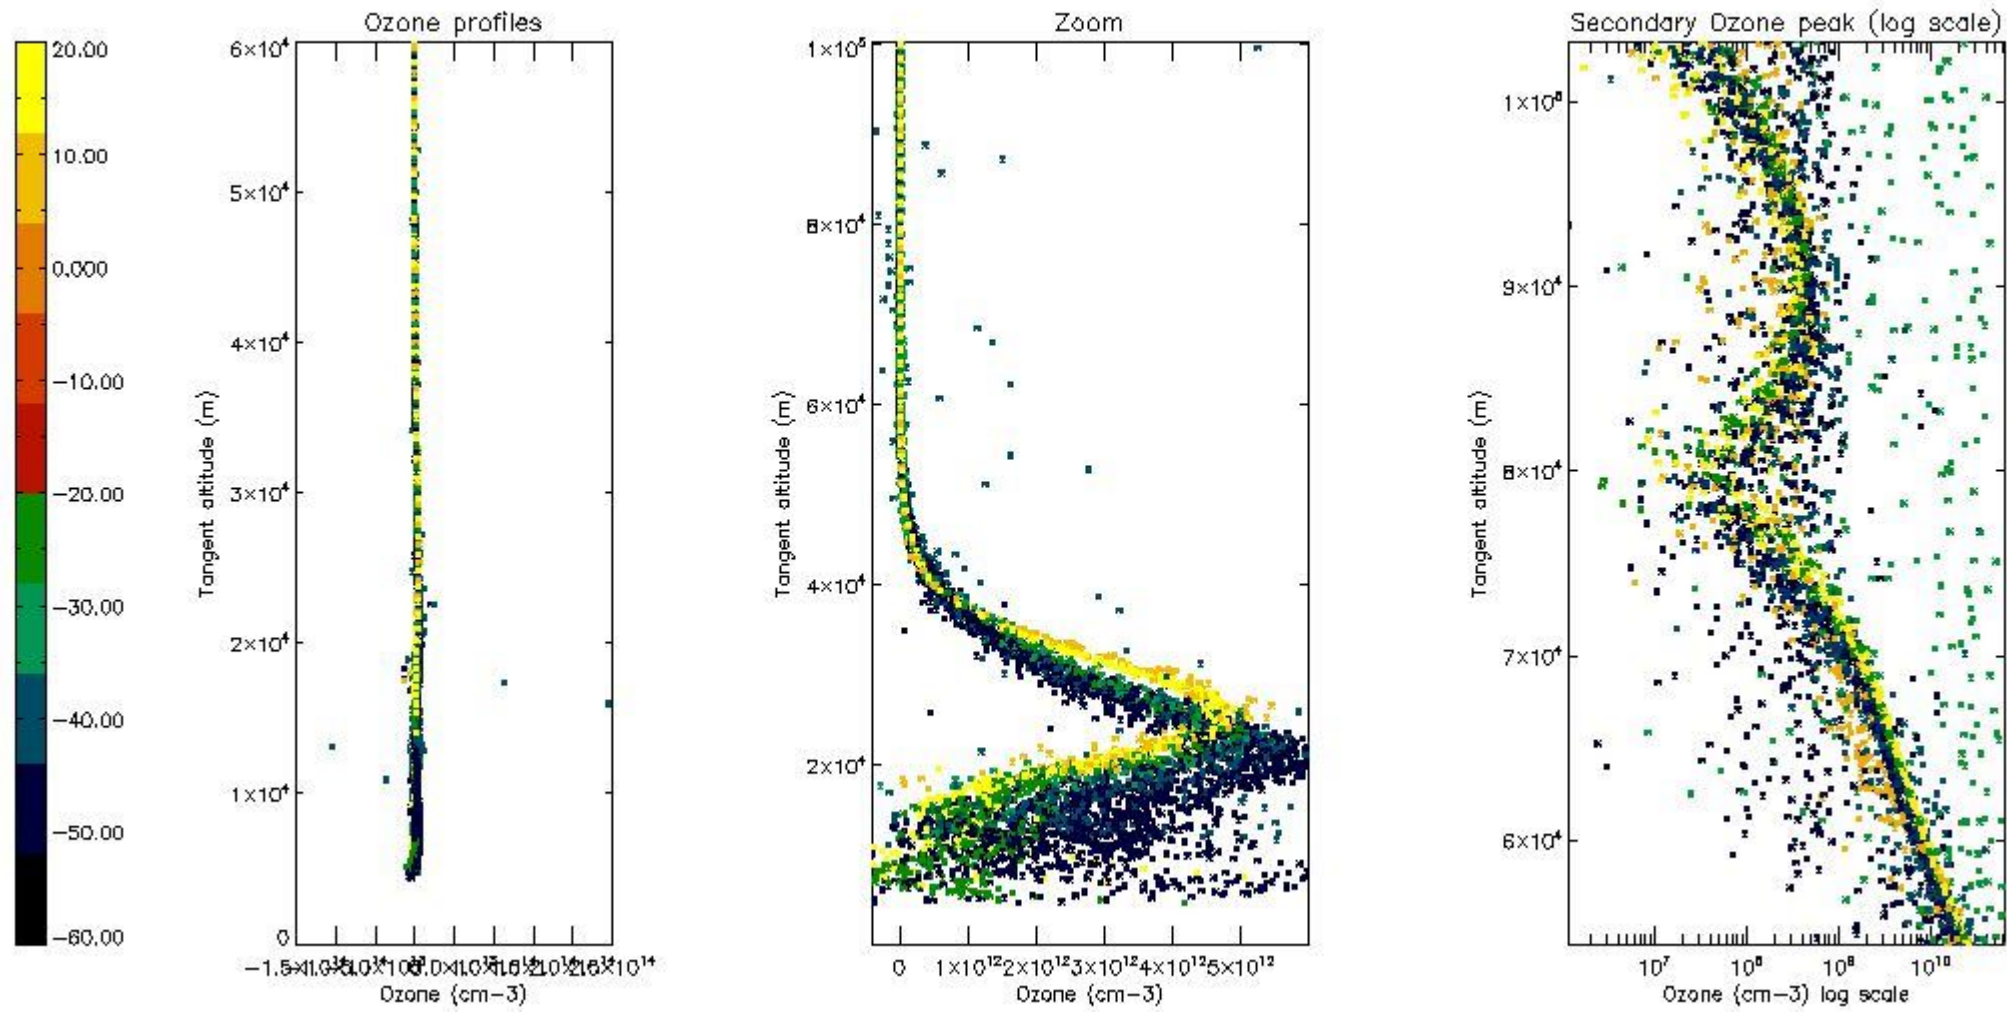 Ozone profiles
Zoom
Secondary Ozone peak (log scale)
20.00
10.00
0.000
−10.00
−20.00
−30.00
−40.00
−50.00
−60.00
6×10⁴
5×10⁴
4×10⁴
3×10⁴
2×10⁴
1×10⁴
0
Tangent altitude (m)
Ozone (cm−3)
1×10⁵
8×10⁴
6×10⁴
4×10⁴
2×10⁴
Tangent altitude (m)
0 1×10¹² 2×10¹² 3×10¹² 4×10¹² 5×10¹²
Ozone (cm−3)
9×10⁴
8×10⁴
7×10⁴
6×10⁴
Tangent altitude (m)
10⁷ 10⁸ 10⁹ 10¹⁰
Ozone (cm−3) log scale